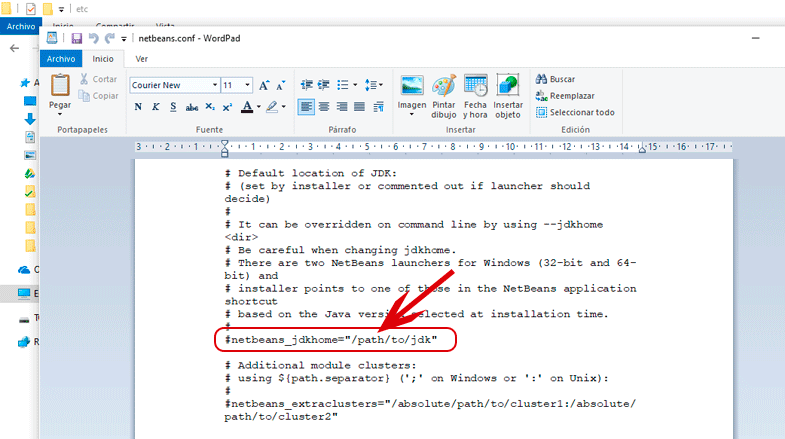 etc
Archivo Inicio Compartir Vista
netbeans.conf - WordPad
Archivo Inicio Ver
Pegar
Cortar
Copiar
Portapapeles
Courier New 11
N K S abc X₂ X² A
Fuente
Párrafo
Imagen
Pintar dibujo
Fecha y hora
Insertar objeto
Insertar
Buscar
Reemplazar
Seleccionar todo
Edición
3 2 1 1 2 3 4 5 6 7 8 9 10 11 12 13 14 15 16 17
# Default location of JDK:
# (set by installer or commented out if launcher should
decide)
#
# It can be overridden on command line by using --jdkhome
<dir>
# Be careful when changing jdkhome.
# There are two NetBeans launchers for Windows (32-bit and 64-
bit) and
# installer points to one of those in the NetBeans application
shortcut
# based on the Java version selected at installation time.
#
#netbeans_jdkhome="/path/to/jdk"
# Additional module clusters:
# using ${path.separator} (';' on Windows or ':' on Unix):
#
#netbeans_extraclusters="/absolute/path/to/cluster1:/absolute/
path/to/cluster2"